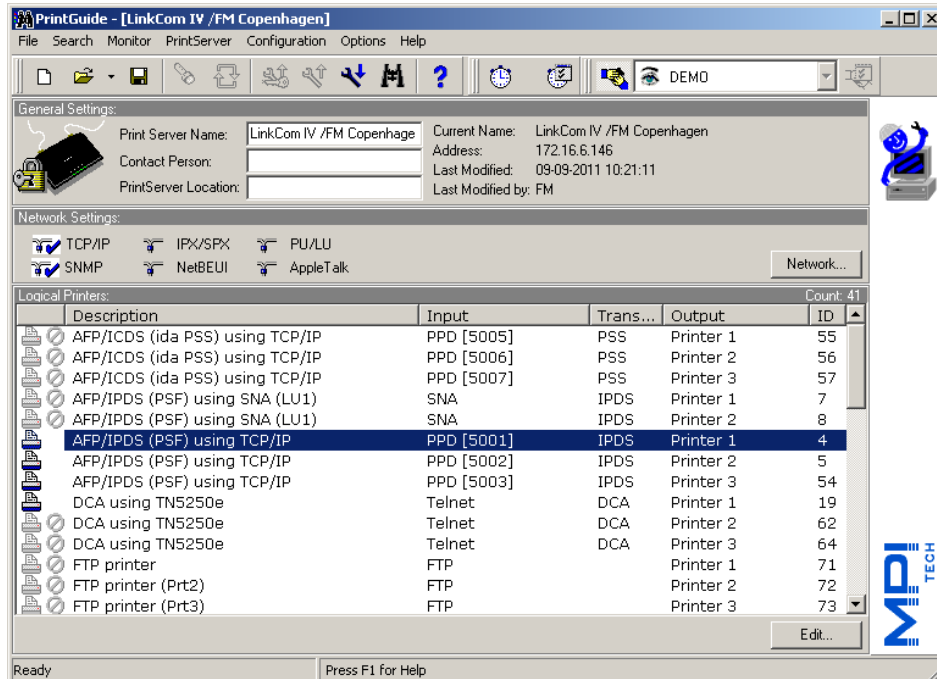 PrintGuide - [LinkCom IV /FM Copenhagen]
File Search Monitor PrintServer Configuration Options Help
? DEMO
General Settings:
Print Server Name: LinkCom IV /FM Copenhage Current Name: LinkCom IV /FM Copenhagen
Contact Person: Address: 172.16.6.146
Last Modified: 09-09-2011 10:21:11
PrintServer Location: Last Modified by: FM
Network Settings:
TCP/IP IPX/SPX PU/LU
SNMP NetBEUI AppleTalk
Network...
Logical Printers: Count: 41
Description Input Trans... Output ID
AFP/ICDS (ida PSS) using TCP/IP PPD [5005] PSS Printer 1 55
AFP/ICDS (ida PSS) using TCP/IP PPD [5006] PSS Printer 2 56
AFP/ICDS (ida PSS) using TCP/IP PPD [5007] PSS Printer 3 57
AFP/IPDS (PSF) using SNA (LU1) SNA IPDS Printer 1 7
AFP/IPDS (PSF) using SNA (LU1) SNA IPDS Printer 2 8
AFP/IPDS (PSF) using TCP/IP PPD [5001] IPDS Printer 1 4
AFP/IPDS (PSF) using TCP/IP PPD [5002] IPDS Printer 2 5
AFP/IPDS (PSF) using TCP/IP PPD [5003] IPDS Printer 3 54
DCA using TN5250e Telnet DCA Printer 1 19
DCA using TN5250e Telnet DCA Printer 2 62
DCA using TN5250e Telnet DCA Printer 3 64
FTP printer FTP Printer 1 71
FTP printer (Prt2) FTP Printer 2 72
FTP printer (Prt3) FTP Printer 3 73
MPI TECH
Edit...
Ready Press F1 for Help